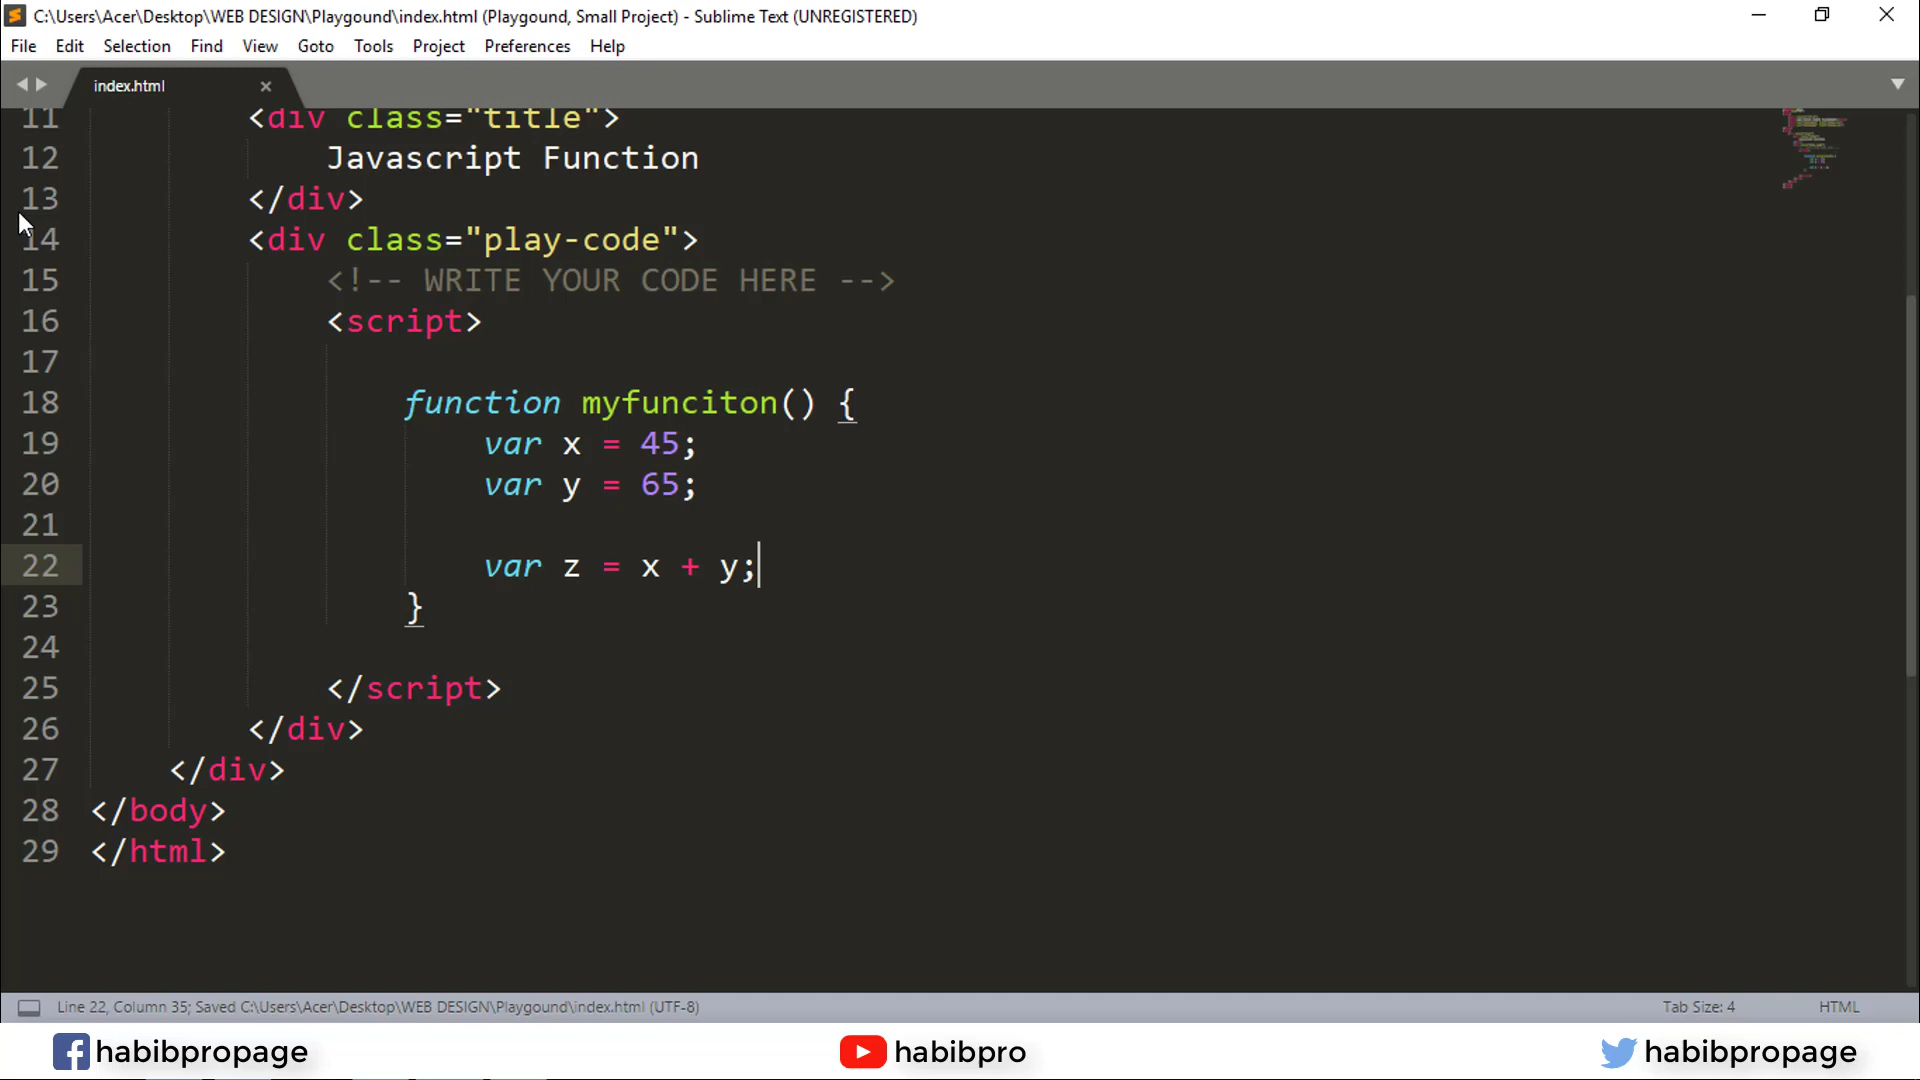 C:\Users\Acer\Desktop\WEB DESIGN\Playgound\index.html (Playgound, Small Project) - Sublime Text (UNREGISTERED)
File Edit Selection Find View Goto Tools Project Preferences Help
index.html
11 <div class="title">
12 Javascript Function
13 </div>
14 <div class="play-code">
15 <!-- WRITE YOUR CODE HERE -->
16 <script>
17
18 function myfunciton() {
19 var x = 45;
20 var y = 65;
21
22 var z = x + y;
23 }
24
25 </script>
26 </div>
27 </div>
28 </body>
29 </html>
Line 22, Column 35; Saved C:\Users\Acer\Desktop\WEB DESIGN\Playgound\index.html (UTF-8) Tab Size: 4 HTML
habibpropage habibpro habibpropage